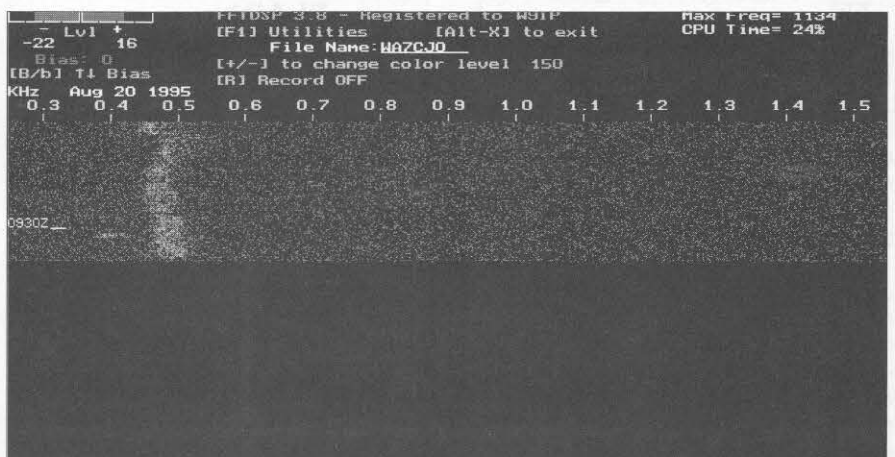 FFTDSP 3.8 - Registered to W9IP
Max Freq= 1134
- Lvl +
[F1] Utilities [Alt-X] to exit
CPU Time= 24%
-22 16
File Name:WA7CJO
Bias: 0
[+/-] to change color level 150
[B/b] ↑↓ Bias
[R] Record OFF
KHz Aug 20 1995
0.3 0.4 0.5 0.6 0.7 0.8 0.9 1.0 1.1 1.2 1.3 1.4 1.5
0930Z